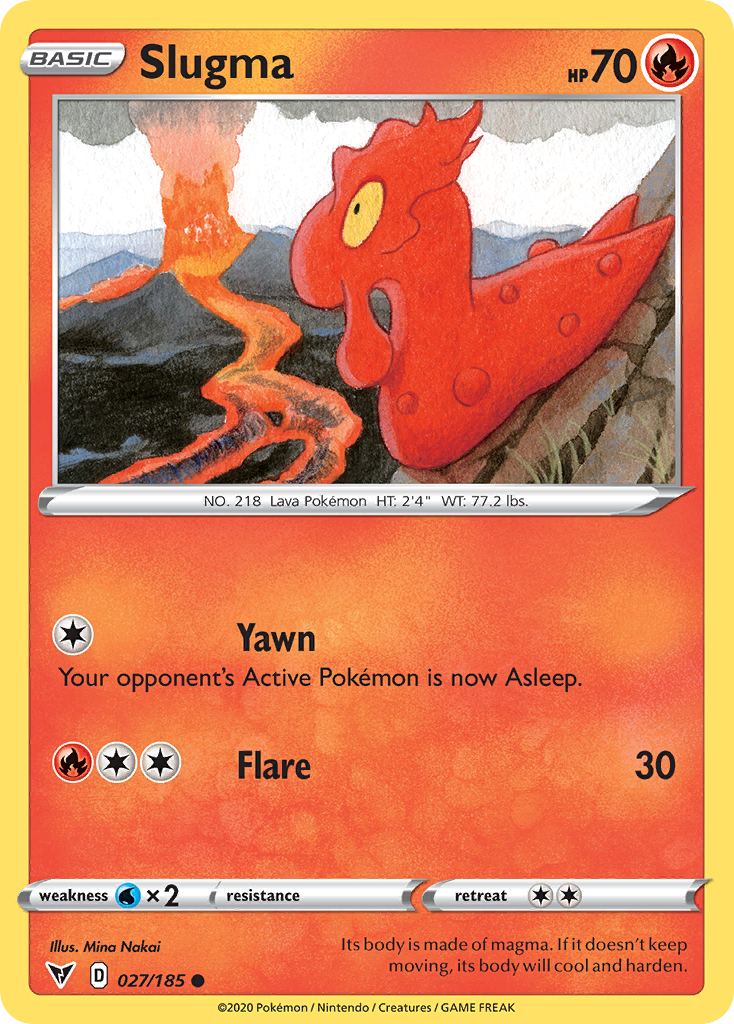 BASIC
Slugma
HP 70
NO. 218 Lava Pokémon HT: 2'4" WT: 77.2 lbs.
Yawn
Your opponent's Active Pokémon is now Asleep.
Flare 30
weakness ×2 resistance retreat
Illus. Mina Nakai
Its body is made of magma. If it doesn't keep
moving, its body will cool and harden.
D 027/185
©2020 Pokémon / Nintendo / Creatures / GAME FREAK